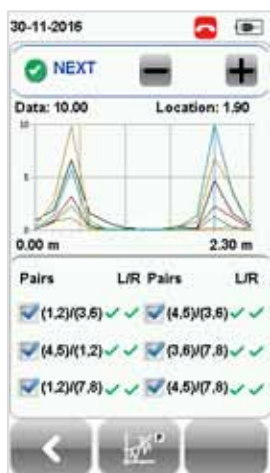 30-11-2016
NEXT
Data: 10.00 Location: 1.90
10
5
0
0.00 m 2.30 m
Pairs L/R Pairs L/R
(1,2)/(3,6) (4,5)/(3,6)
(4,5)/(1,2) (3,6)/(7,8)
(1,2)/(7,8) (4,5)/(7,8)